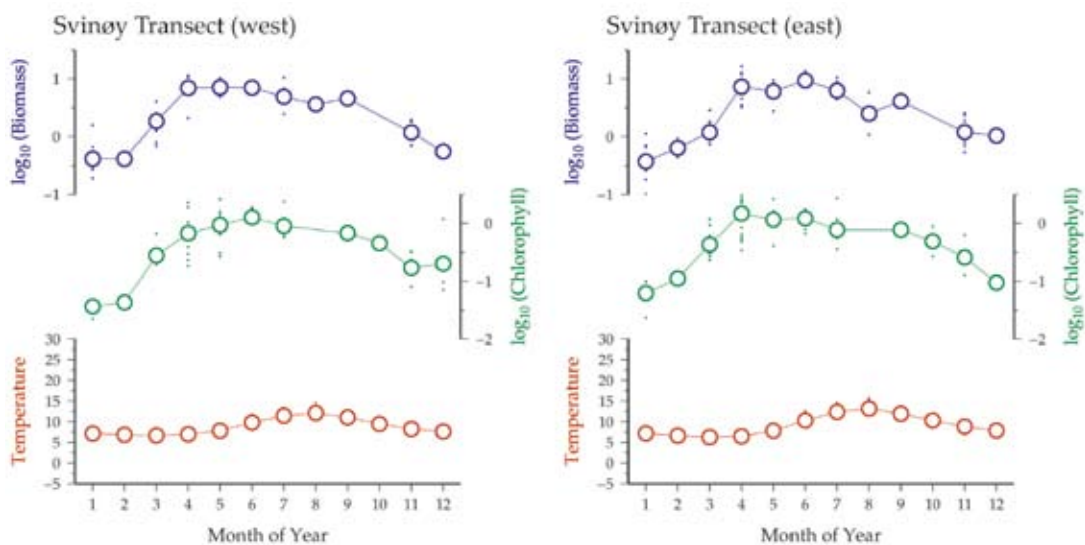 Svinøy Transect (west)
log10 (Biomass)
1
0
−1
log10 (Chlorophyll)
0
−1
−2
Temperature
30
25
20
15
10
5
0
−5
1 2 3 4 5 6 7 8 9 10 11 12
Month of Year
Svinøy Transect (east)
log10 (Biomass)
1
0
−1
log10 (Chlorophyll)
0
−1
−2
Temperature
30
25
20
15
10
5
0
−5
1 2 3 4 5 6 7 8 9 10 11 12
Month of Year